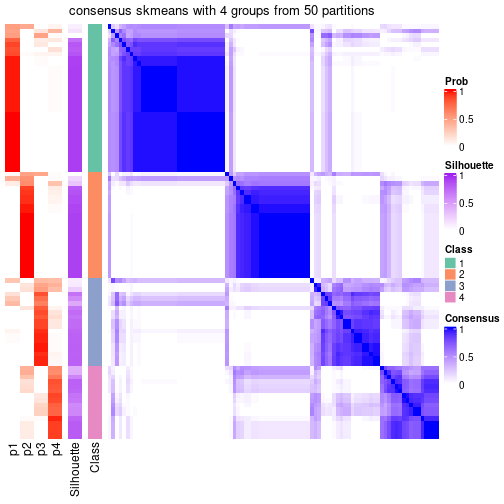 consensus skmeans with 4 groups from 50 partitions
Prob
1
0.5
0
Silhouette
1
0.5
0
Class
1
2
3
4
Consensus
1
0.5
0
p1
p2
p3
p4
Silhouette
Class